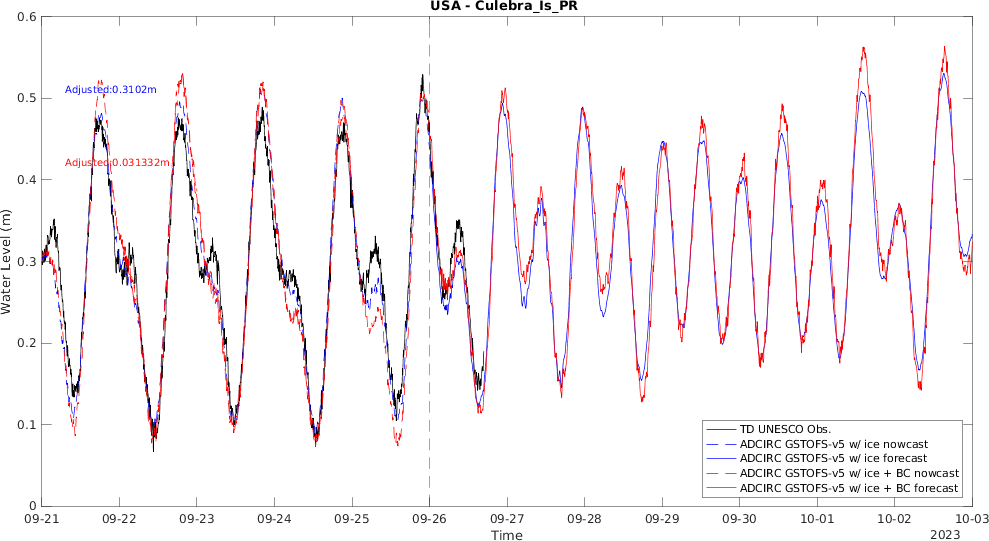 USA - Culebra_Is_PR
0.6
0.5
0.4
0.3
0.2
0.1
0
Water Level (m)
Adjusted:0.3102m
Adjusted:0.031332m
TD UNESCO Obs.
ADCIRC GSTOFS-v5 w/ ice nowcast
ADCIRC GSTOFS-v5 w/ ice forecast
ADCIRC GSTOFS-v5 w/ ice + BC nowcast
ADCIRC GSTOFS-v5 w/ ice + BC forecast
09-21 09-22 09-23 09-24 09-25 09-26 09-27 09-28 09-29 09-30 10-01 10-02 10-03
Time
2023